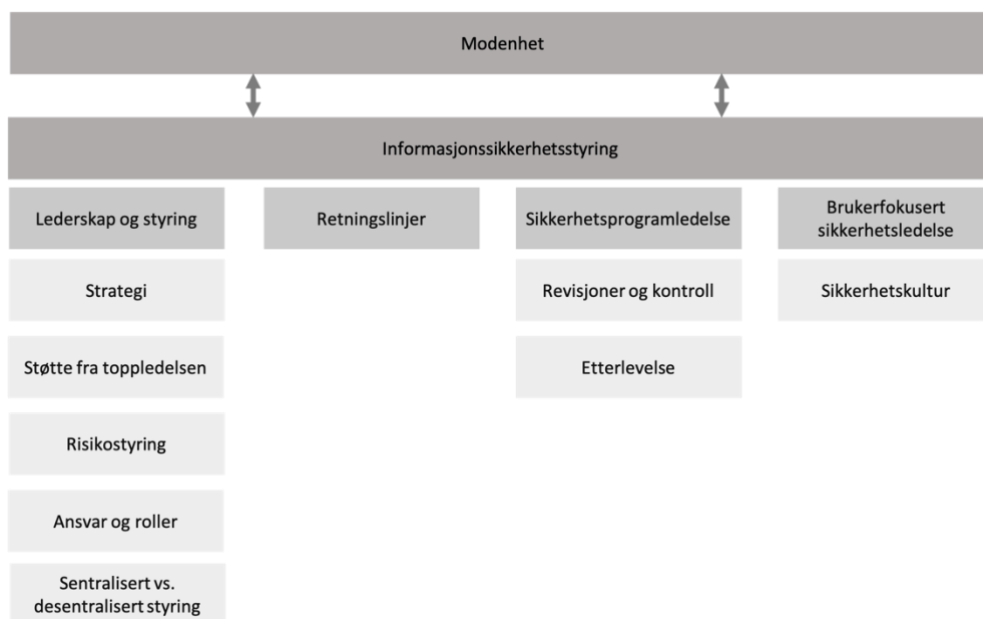 Modenhet
Informasjonssikkerhetsstyring
Lederskap og styring
Retningslinjer
Sikkerhetsprogramledelse
Brukerfokusert
sikkerhetsledelse
Strategi
Revisjoner og kontroll
Sikkerhetskultur
Støtte fra toppledelsen
Etterlevelse
Risikostyring
Ansvar og roller
Sentralisert vs.
desentralisert styring